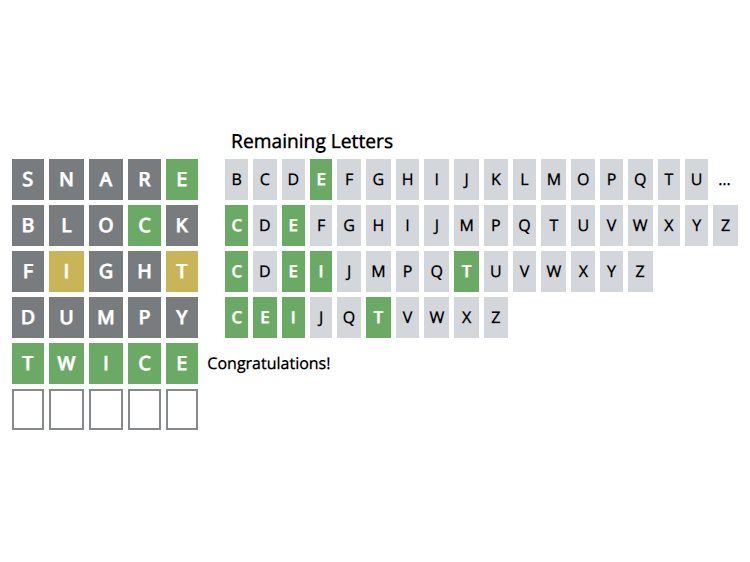 Remaining Letters
S N A R E B C D E F G H I J K L M O P Q T U ...
B L O C K C D E F G H I J M P Q T U V W X Y Z
F I G H T C D E I J M P Q T U V W X Y Z
D U M P Y C E I J Q T V W X Z
T W I C E Congratulations!